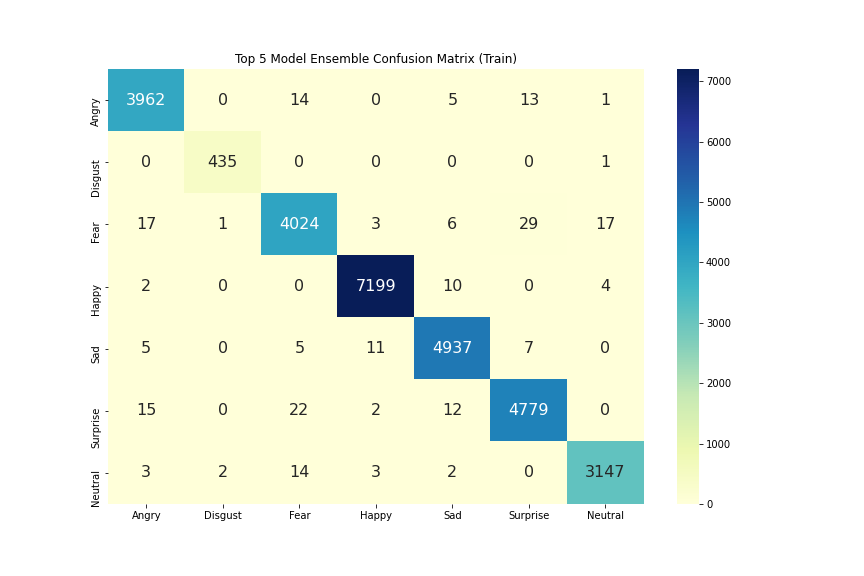 Top 5 Model Ensemble Confusion Matrix (Train)
Angry 3962 0 14 0 5 13 1
Disgust 0 435 0 0 0 0 1
Fear 17 1 4024 3 6 29 17
Happy 2 0 0 7199 10 0 4
Sad 5 0 5 11 4937 7 0
Surprise 15 0 22 2 12 4779 0
Neutral 3 2 14 3 2 0 3147
Angry Disgust Fear Happy Sad Surprise Neutral
7000
6000
5000
4000
3000
2000
1000
0